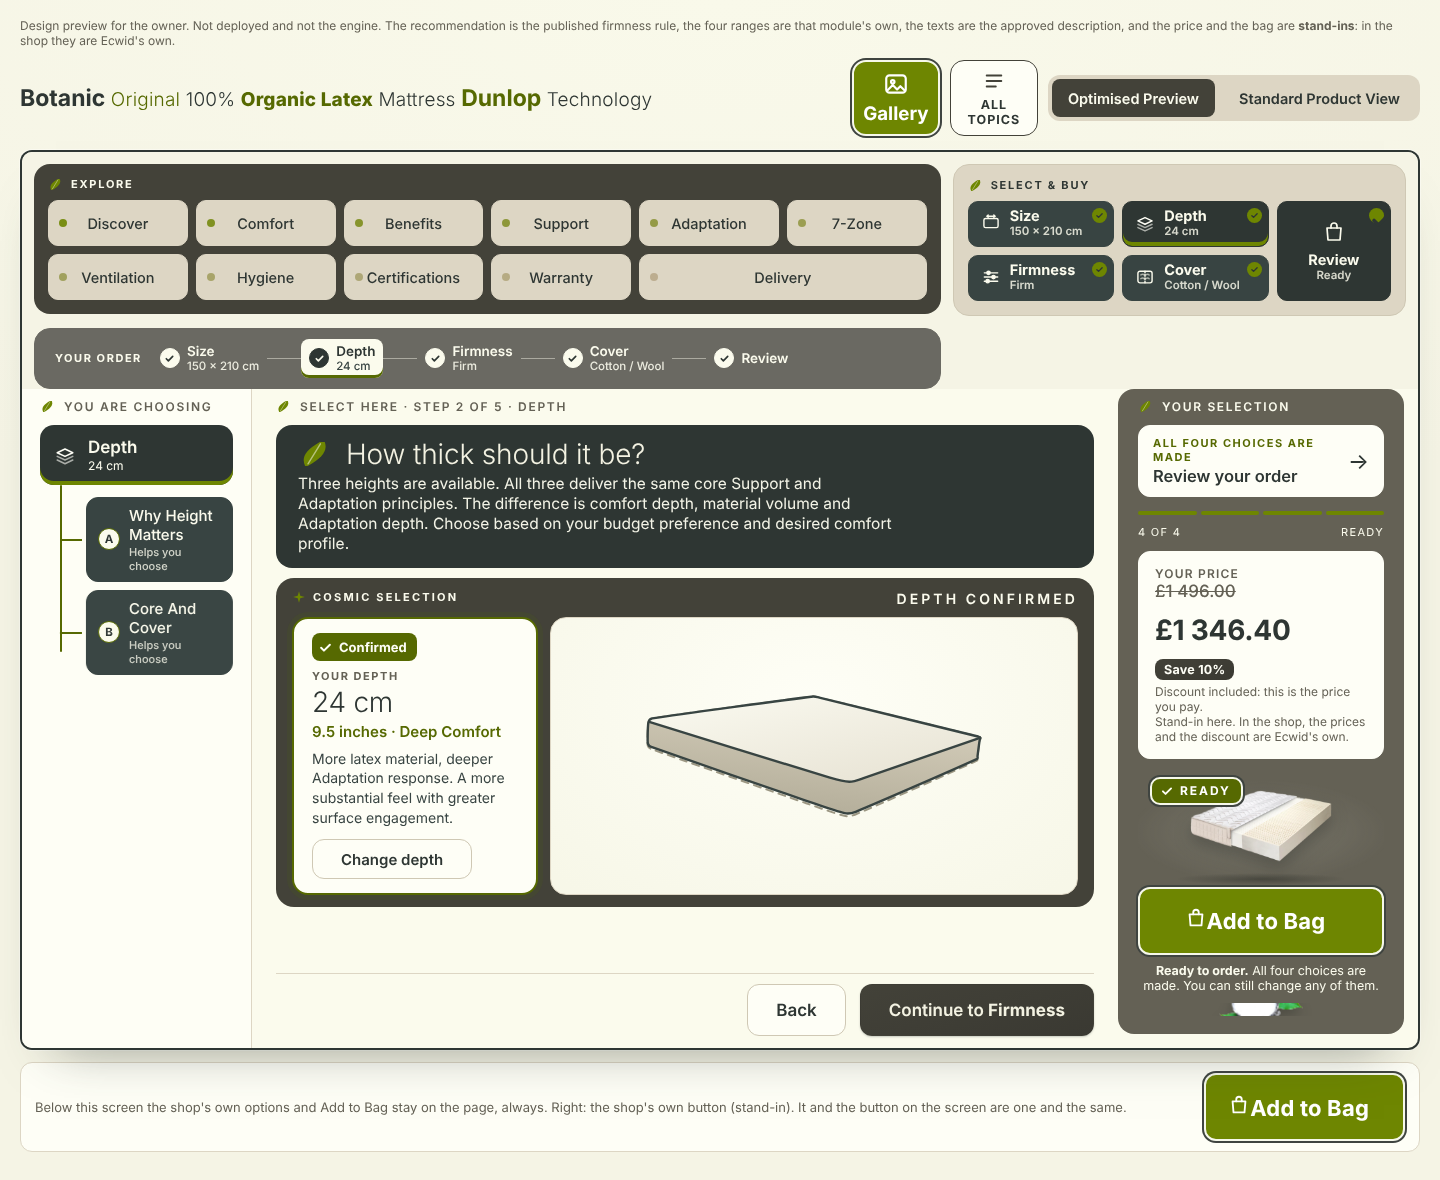 Design preview for the owner. Not deployed and not the engine. The recommendation is the published firmness rule, the four ranges are that module's own, the texts are the approved description, and the price and the bag are stand-ins: in the
shop they are Ecwid's own.
Botanic Original 100% Organic Latex Mattress Dunlop Technology
Gallery
ALL
TOPICS
Optimised Preview
Standard Product View
EXPLORE
Discover
Comfort
Benefits
Support
Adaptation
7-Zone
Ventilation
Hygiene
Certifications
Warranty
Delivery
SELECT & BUY
Size
150 × 210 cm
Depth
24 cm
Firmness
Firm
Cover
Cotton / Wool
Review
Ready
YOUR ORDER
Size
150 × 210 cm
Depth
24 cm
Firmness
Firm
Cover
Cotton / Wool
Review
YOU ARE CHOOSING
Depth
24 cm
A
Why Height
Matters
Helps you
choose
B
Core And
Cover
Helps you
choose
SELECT HERE · STEP 2 OF 5 · DEPTH
How thick should it be?
Three heights are available. All three deliver the same core Support and
Adaptation principles. The difference is comfort depth, material volume and
Adaptation depth. Choose based on your budget preference and desired comfort
profile.
COSMIC SELECTION
DEPTH CONFIRMED
Confirmed
YOUR DEPTH
24 cm
9.5 inches · Deep Comfort
More latex material, deeper
Adaptation response. A more
substantial feel with greater
surface engagement.
Change depth
Back
Continue to Firmness
YOUR SELECTION
ALL FOUR CHOICES ARE
MADE
Review your order
4 OF 4
READY
YOUR PRICE
£1 496.00
£1 346.40
Save 10%
Discount included: this is the price
you pay.
Stand-in here. In the shop, the prices
and the discount are Ecwid's own.
READY
Add to Bag
Ready to order. All four choices are
made. You can still change any of them.
Below this screen the shop's own options and Add to Bag stay on the page, always. Right: the shop's own button (stand-in). It and the button on the screen are one and the same.
Add to Bag